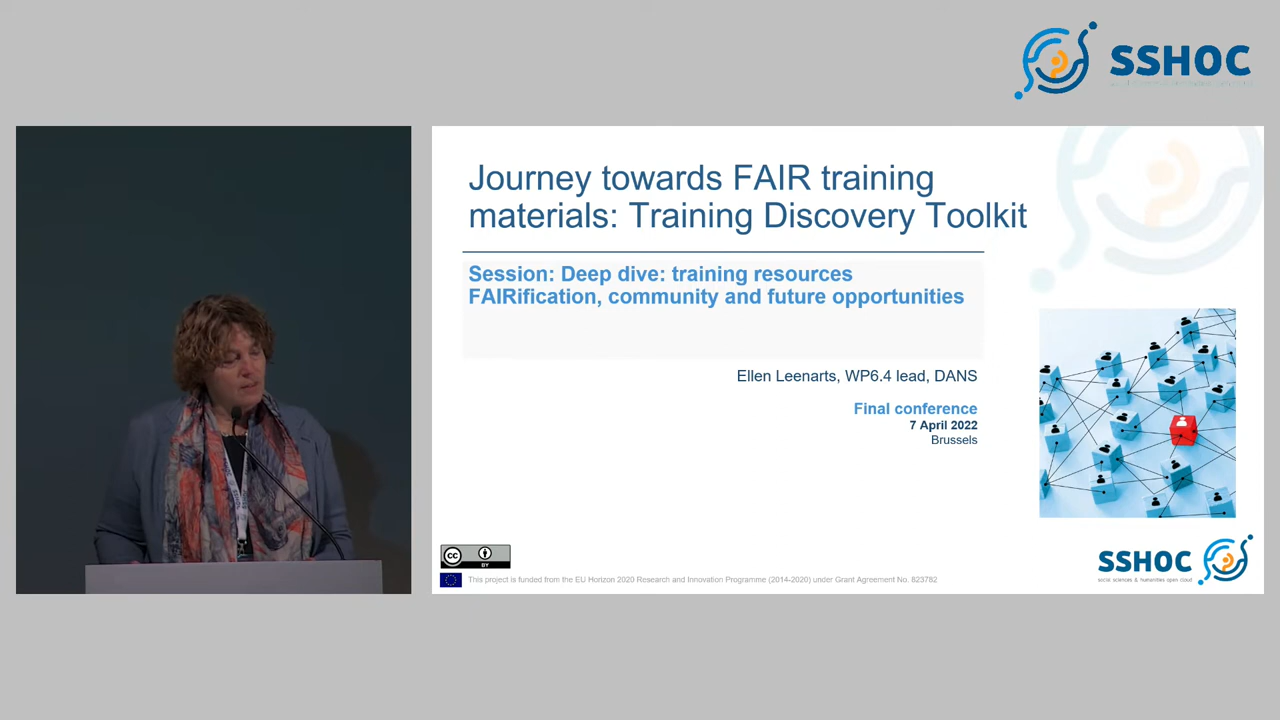 SSHOC
Journey towards FAIR training
materials: Training Discovery Toolkit
Session: Deep dive: training resources
FAIRification, community and future opportunities
Ellen Leenarts, WP6.4 lead, DANS
Final conference
7 April 2022
Brussels
cc
BY
This project is funded from the EU Horizon 2020 Research and Innovation Programme (2014-2020) under Grant Agreement No. 823782
SSHOC
social sciences & humanities open cloud